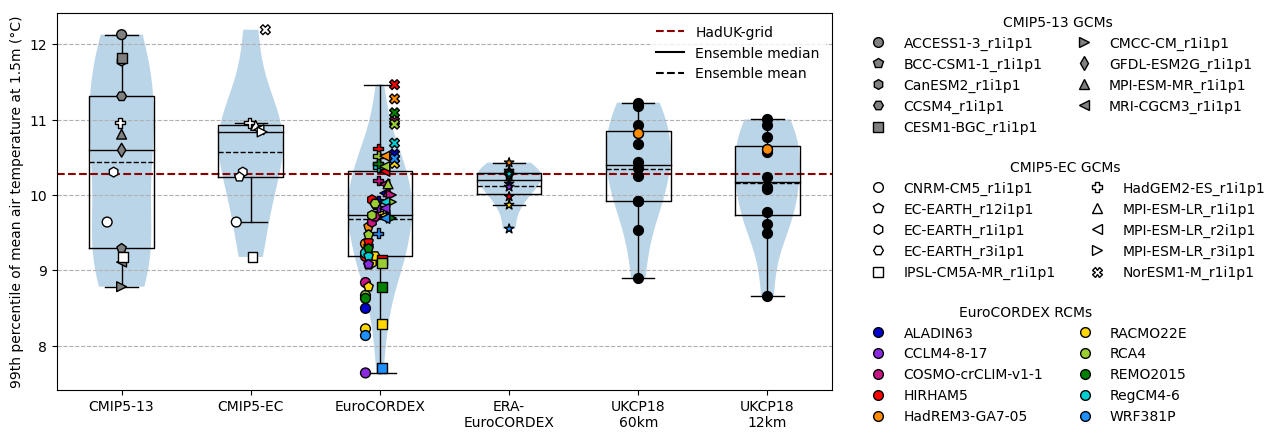 99th percentile of mean air temperature at 1.5m (°C)
12
11
10
9
8
HadUK-grid
Ensemble median
Ensemble mean
CMIP5-13
CMIP5-EC
EuroCORDEX
ERA-
EuroCORDEX
UKCP18
60km
UKCP18
12km
CMIP5-13 GCMs
ACCESS1-3_r1i1p1
BCC-CSM1-1_r1i1p1
CanESM2_r1i1p1
CCSM4_r1i1p1
CESM1-BGC_r1i1p1
CMCC-CM_r1i1p1
GFDL-ESM2G_r1i1p1
MPI-ESM-MR_r1i1p1
MRI-CGCM3_r1i1p1
CMIP5-EC GCMs
CNRM-CM5_r1i1p1
EC-EARTH_r12i1p1
EC-EARTH_r1i1p1
EC-EARTH_r3i1p1
IPSL-CM5A-MR_r1i1p1
HadGEM2-ES_r1i1p1
MPI-ESM-LR_r1i1p1
MPI-ESM-LR_r2i1p1
MPI-ESM-LR_r3i1p1
NorESM1-M_r1i1p1
EuroCORDEX RCMs
ALADIN63
CCLM4-8-17
COSMO-crCLIM-v1-1
HIRHAM5
HadREM3-GA7-05
RACMO22E
RCA4
REMO2015
RegCM4-6
WRF381P